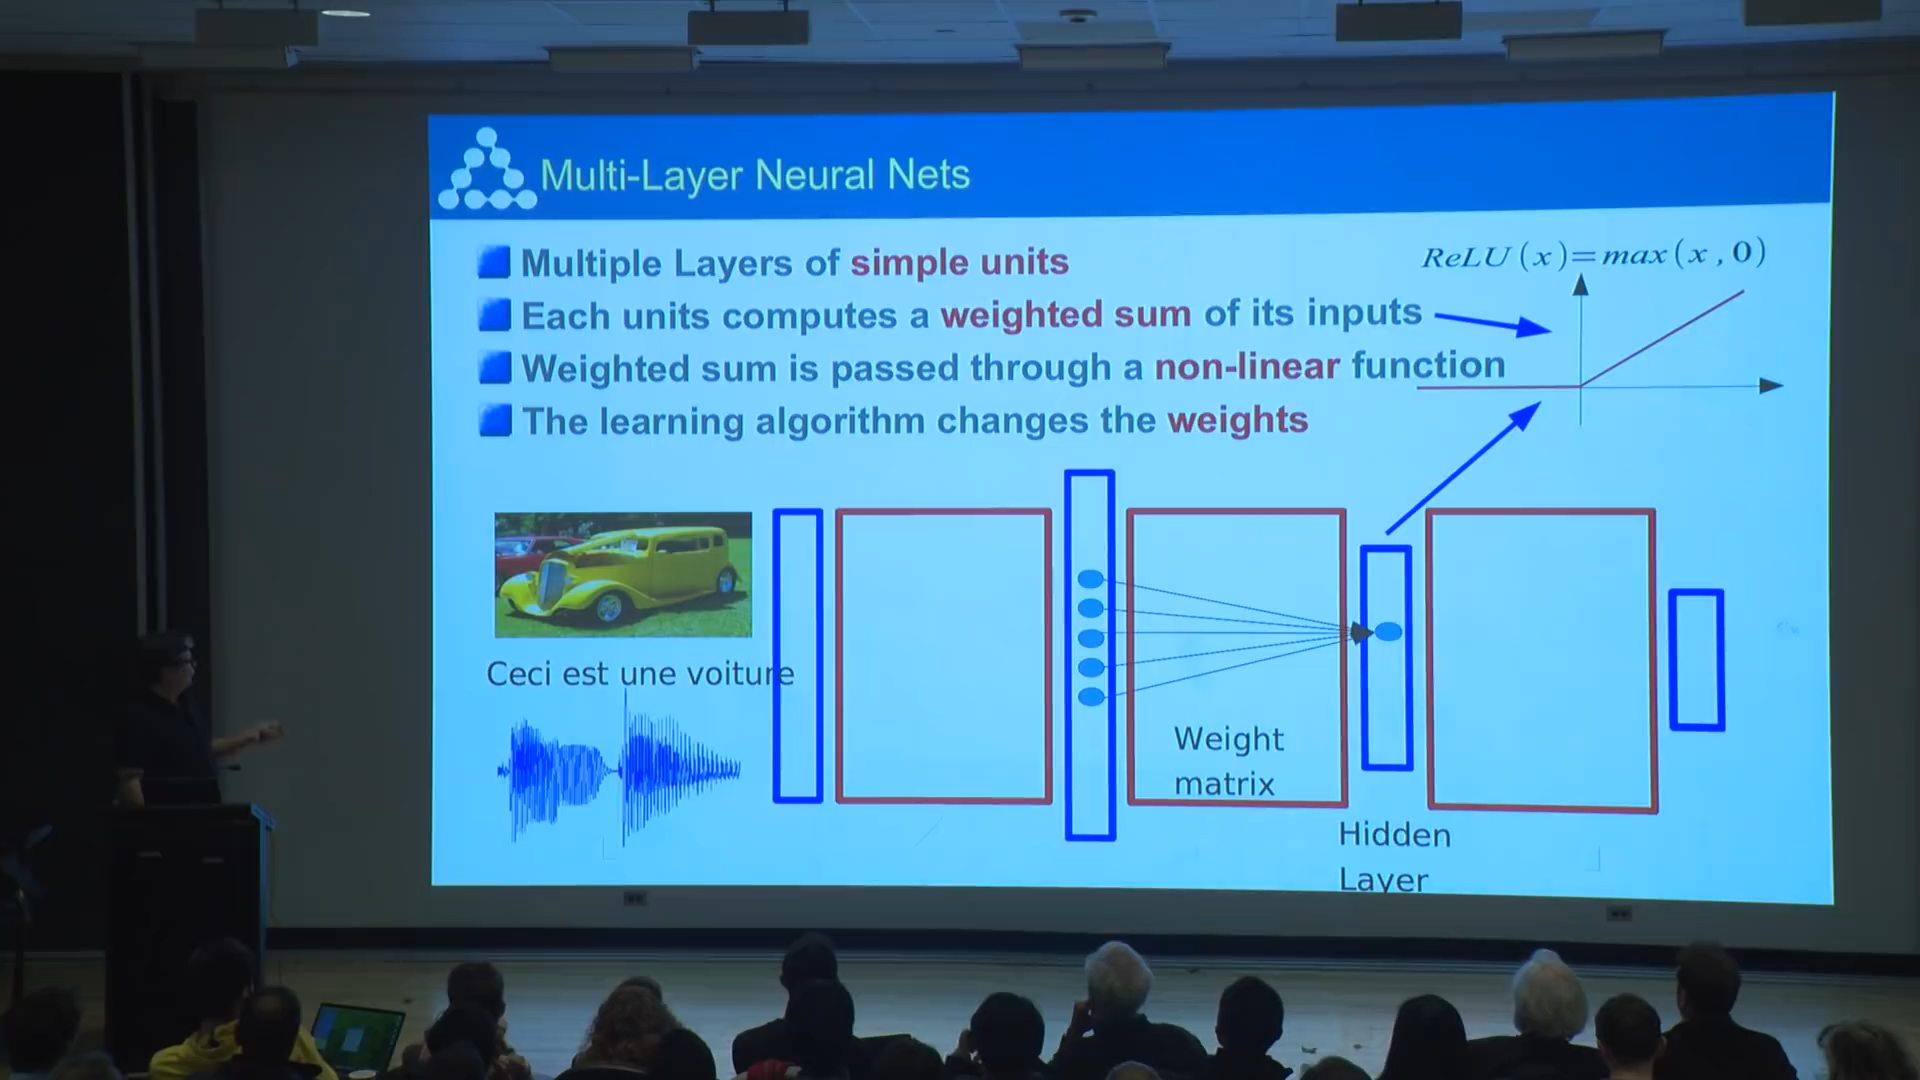 Multi-Layer Neural Nets
Multiple Layers of simple units
ReLU(x)=max(x,0)
Each units computes a weighted sum of its inputs
Weighted sum is passed through a non-linear function
The learning algorithm changes the weights
Ceci est une voiture
Weight
matrix
Hidden
Layer